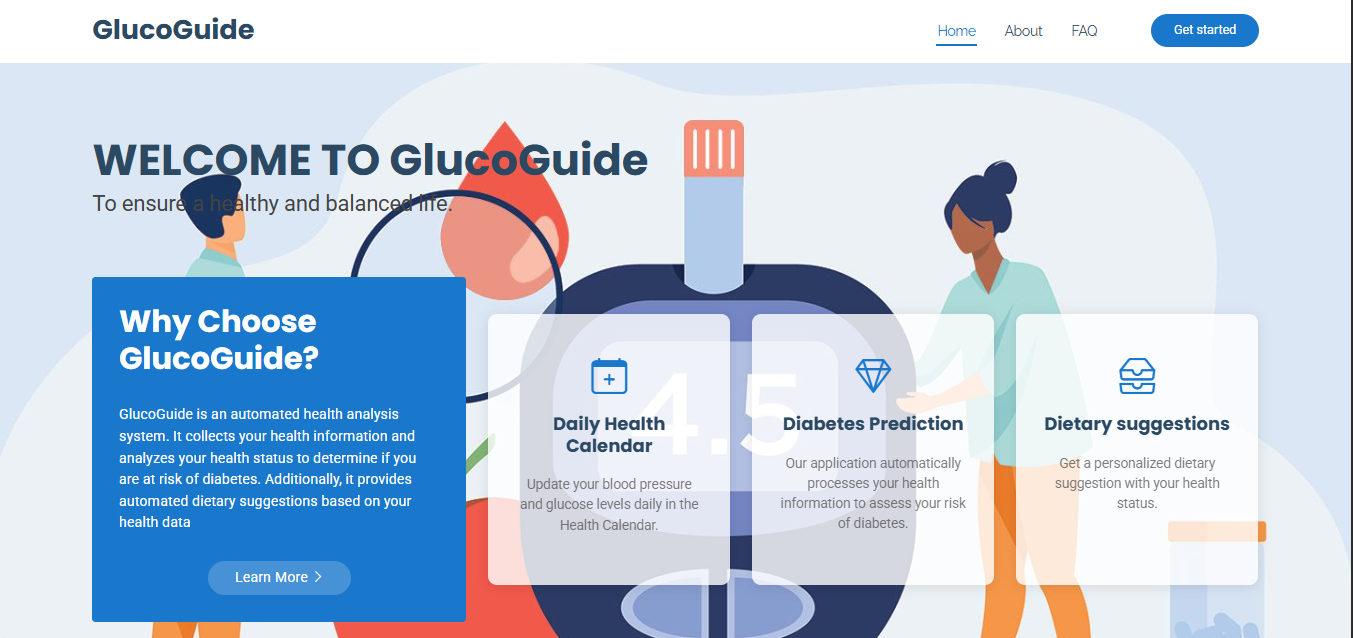 GlucoGuide
Home
About
FAQ
Get started
WELCOME TO GlucoGuide
To ensure a healthy and balanced life.
Why Choose
GlucoGuide?
GlucoGuide is an automated health analysis
system. It collects your health information and
analyzes your health status to determine if you
are at risk of diabetes. Additionally, it provides
automated dietary suggestions based on your
health data
Learn More
4.5
Daily Health
Calendar
Update your blood pressure
and glucose levels daily in the
Health Calendar.
Diabetes Prediction
Our application automatically
processes your health
information to assess your risk
of diabetes.
Dietary suggestions
Get a personalized dietary
suggestion with your health
status.